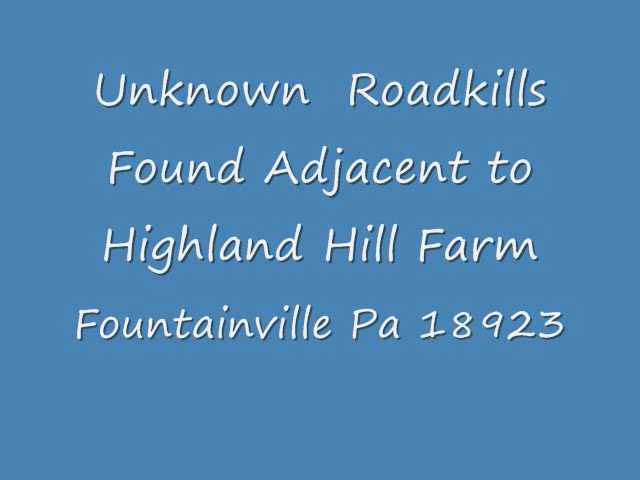 Unknown Roadkills
Found Adjacent to
Highland Hill Farm
Fountainville Pa 18923